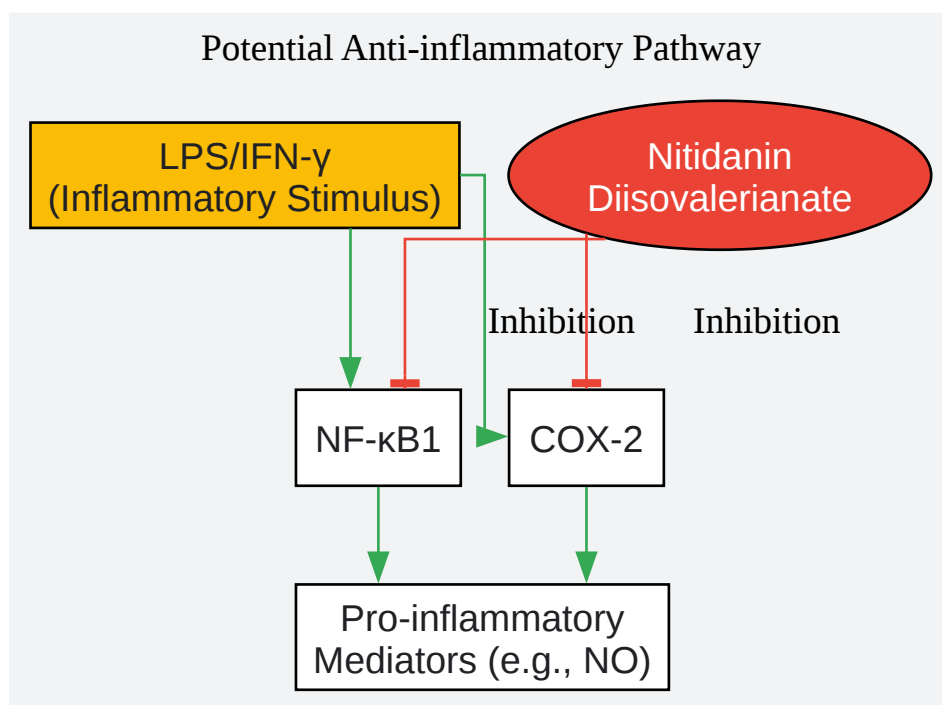 Potential Anti-inflammatory Pathway
LPS/IFN-γ
(Inflammatory Stimulus)
Nitidanin
Diisovalerianate
Inhibition
Inhibition
NF-κB1
COX-2
Pro-inflammatory
Mediators (e.g., NO)